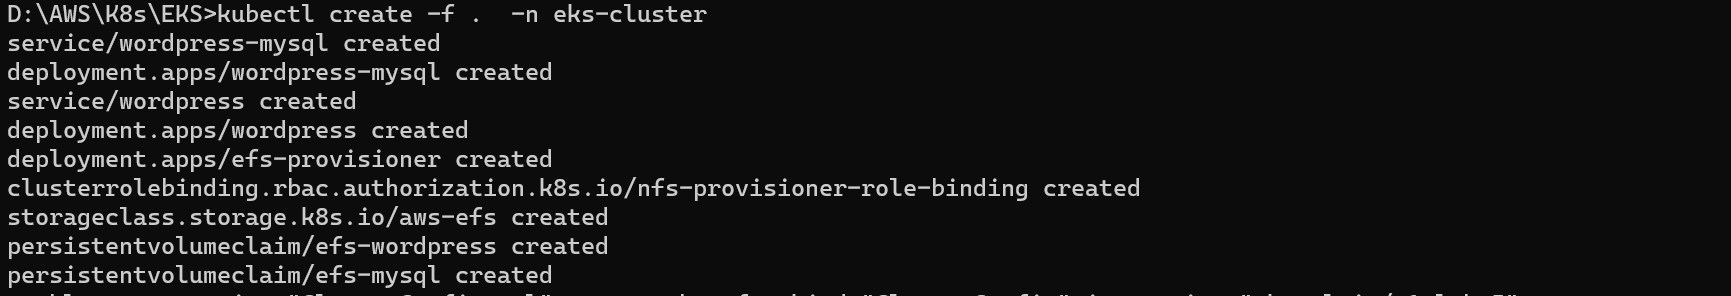 D:\AWS\K8s\EKS>kubectl create -f .  -n eks-cluster
service/wordpress-mysql created
deployment.apps/wordpress-mysql created
service/wordpress created
deployment.apps/wordpress created
deployment.apps/efs-provisioner created
clusterrolebinding.rbac.authorization.k8s.io/nfs-provisioner-role-binding created
storageclass.storage.k8s.io/aws-efs created
persistentvolumeclaim/efs-wordpress created
persistentvolumeclaim/efs-mysql created